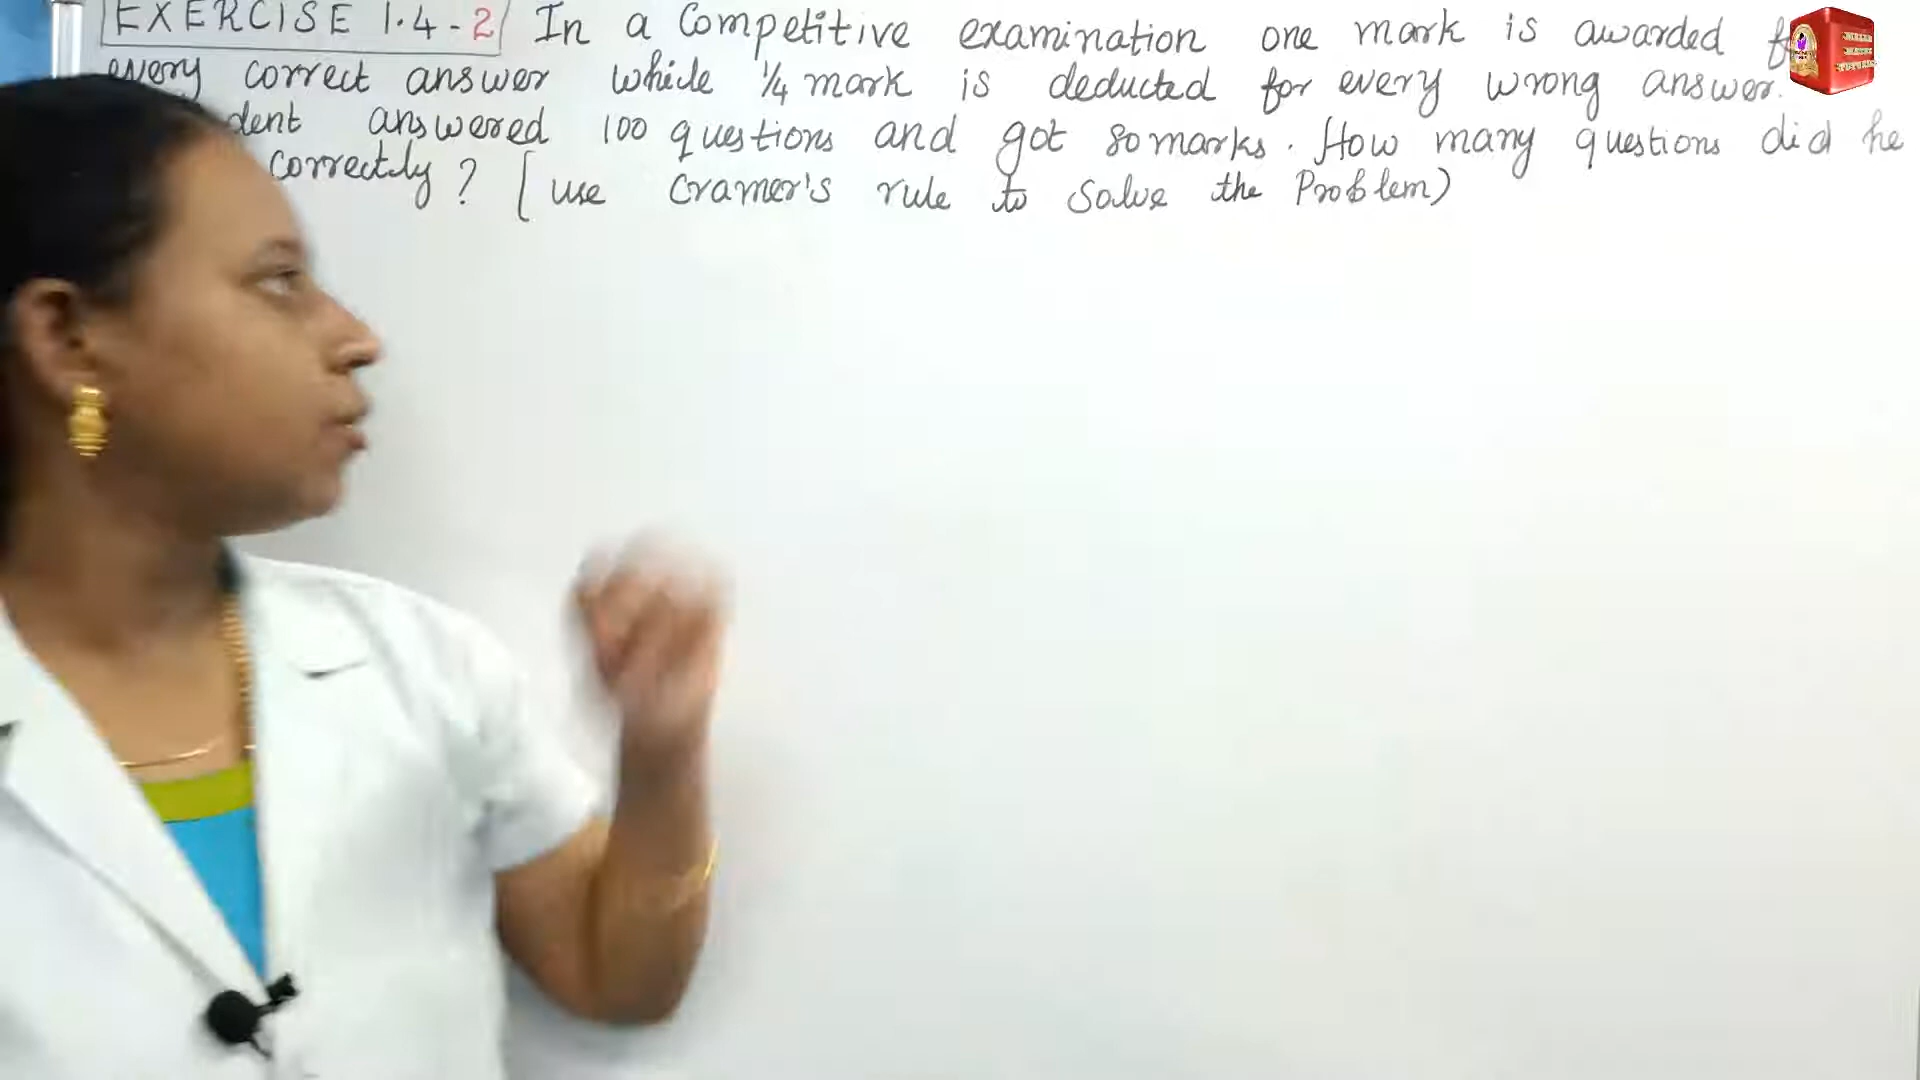 EXERCISE 1.4-2 In a Competitive examination one mark is awarded
every correct answer while 1/4 mark is deducted for every wrong answer.
dent answered 100 questions and got 80 marks. How many questions did he
correctly? [use Cramer's rule to solve the Problem)